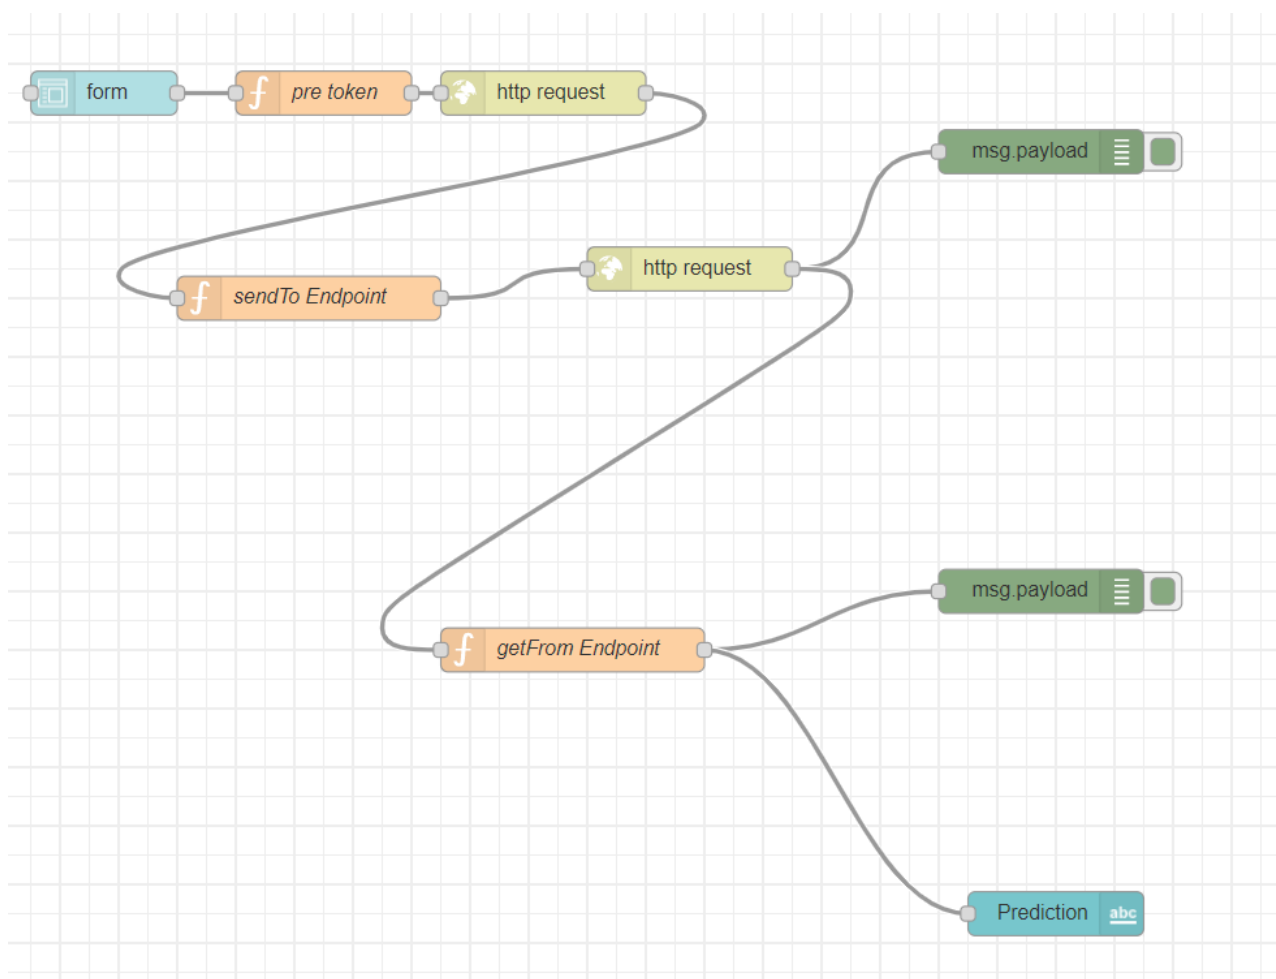 form
pre token
http request
msg.payload
sendTo Endpoint
http request
getFrom Endpoint
msg.payload
Prediction
abc